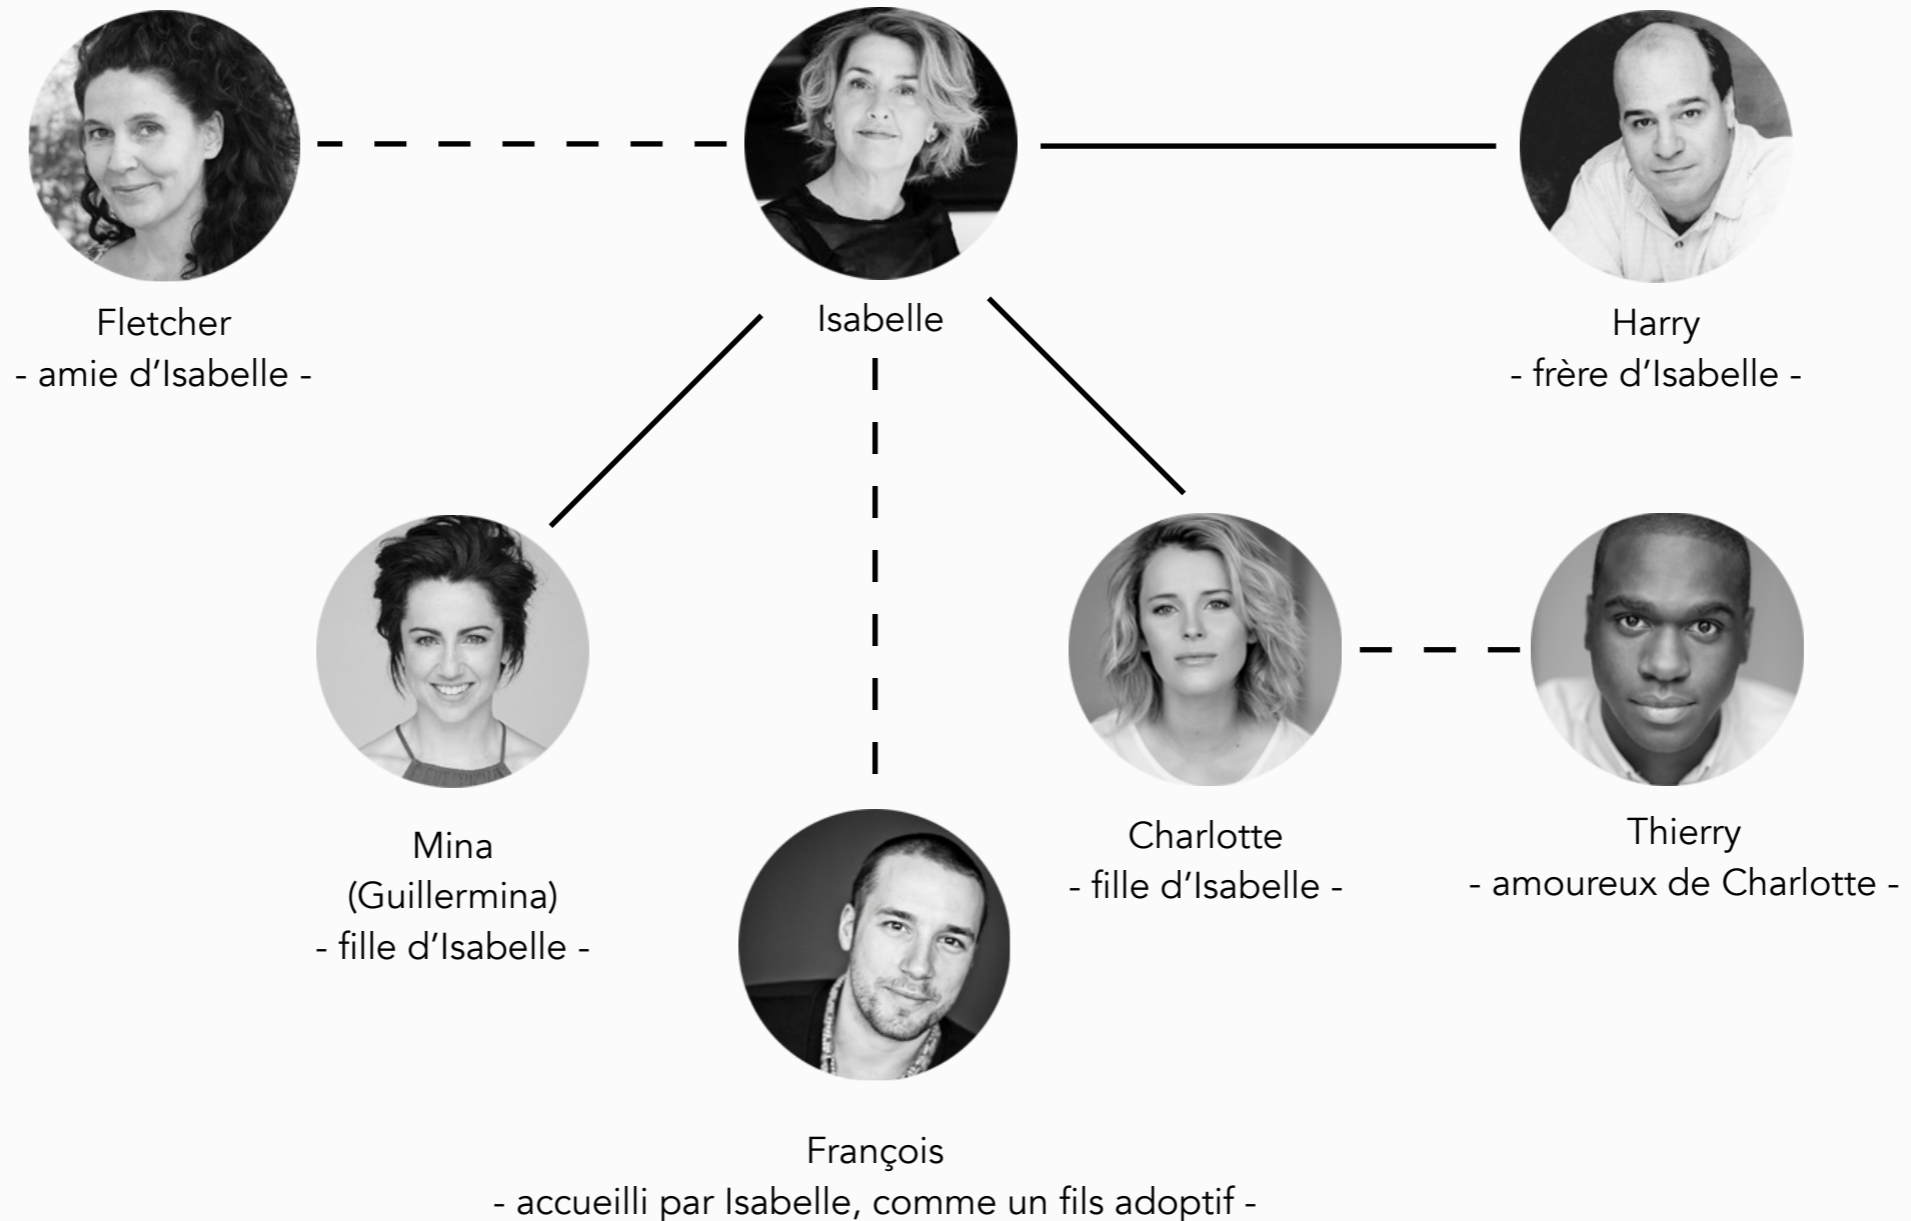 Fletcher
- amie d’Isabelle -
Isabelle
Harry
- frère d’Isabelle -
Mina
(Guillermina)
- fille d’Isabelle -
Charlotte
- fille d’Isabelle -
Thierry
- amoureux de Charlotte -
François
- accueilli par Isabelle, comme un fils adoptif -